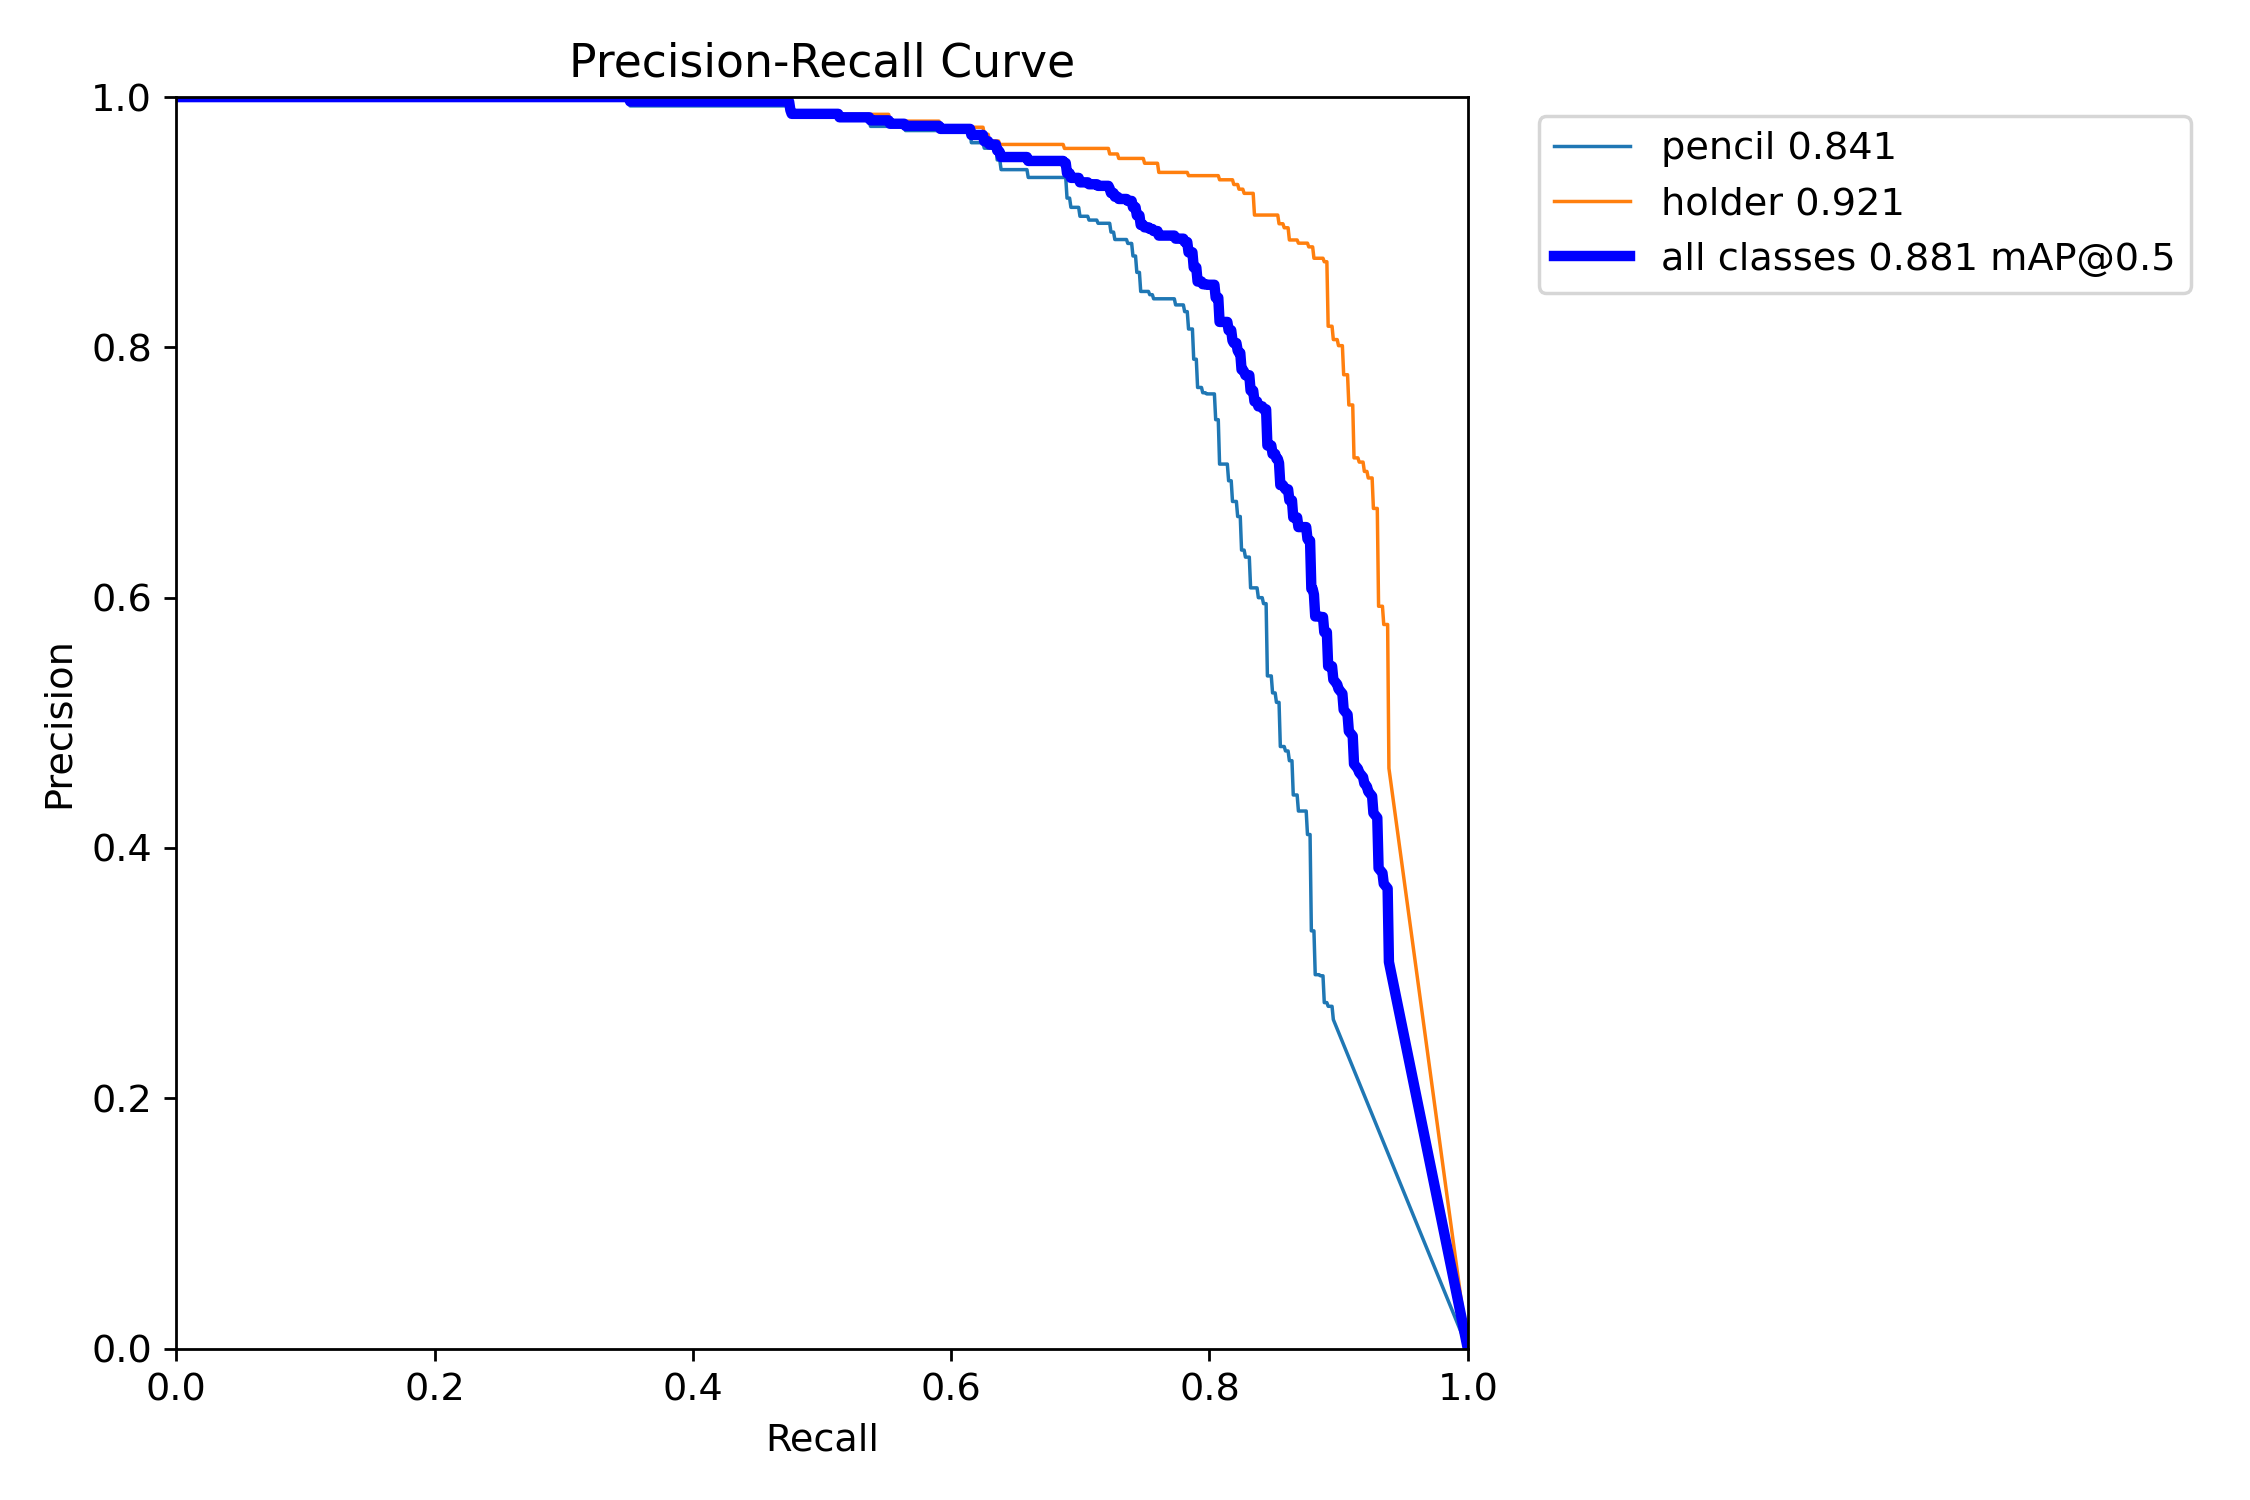 Precision-Recall Curve
1.0
0.8
0.6
0.4
0.2
0.0
Precision
0.0 0.2 0.4 0.6 0.8 1.0
Recall
pencil 0.841
holder 0.921
all classes 0.881 mAP@0.5